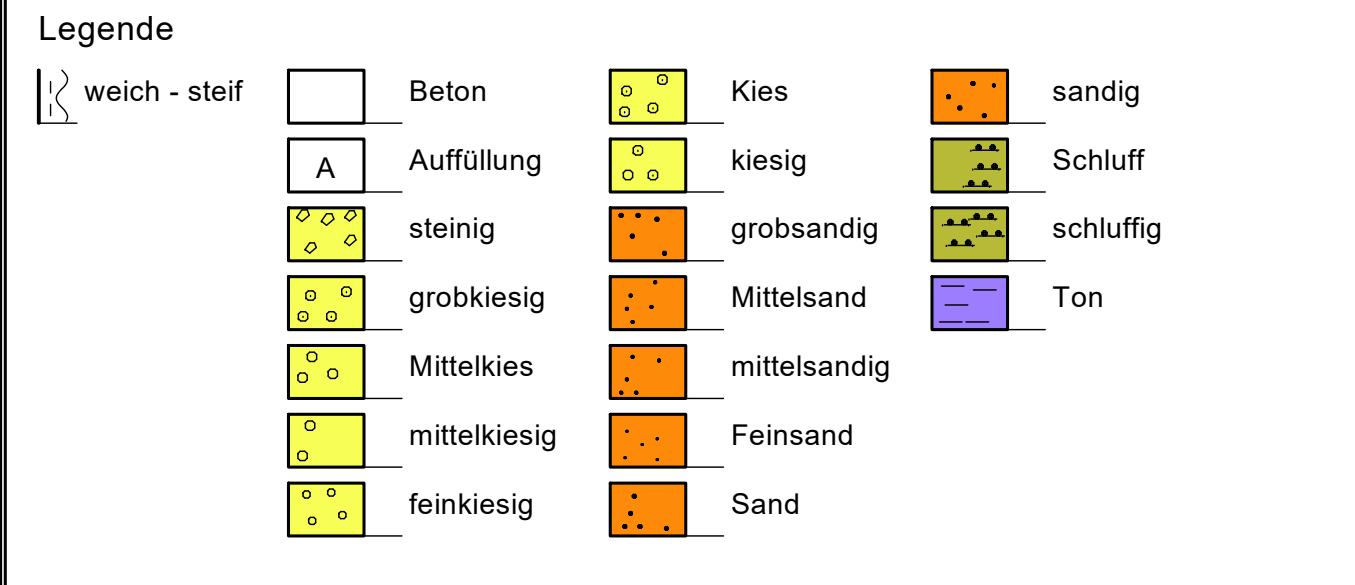 Legende
weich - steif
Beton
A
Auffüllung
steinig
grobkiesig
Mittelkies
mittelkiesig
feinkiesig
Kies
kiesig
grobsandig
Mittelsand
mittelsandig
Feinsand
Sand
sandig
Schluff
schluffig
Ton